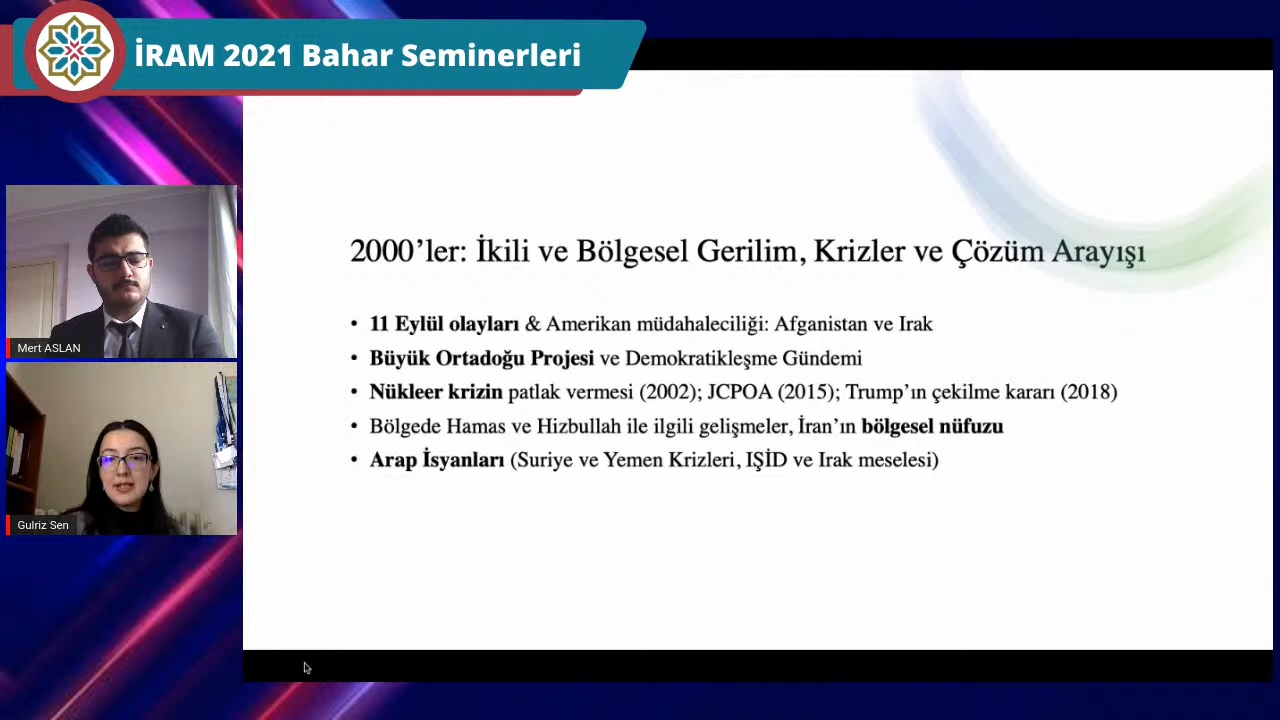 İRAM 2021 Bahar Seminerleri
Mert ASLAN
Gulriz Sen
2000’ler: İkili ve Bölgesel Gerilim, Krizler ve Çözüm Arayışı
• 11 Eylül olayları & Amerikan müdahaleciliği: Afganistan ve Irak
• Büyük Ortadoğu Projesi ve Demokratikleşme Gündemi
• Nükleer krizin patlak vermesi (2002); JCPOA (2015); Trump’ın çekilme kararı (2018)
• Bölgede Hamas ve Hizbullah ile ilgili gelişmeler, İran’ın bölgesel nüfuzu
• Arap İsyanları (Suriye ve Yemen Krizleri, IŞİD ve Irak meselesi)